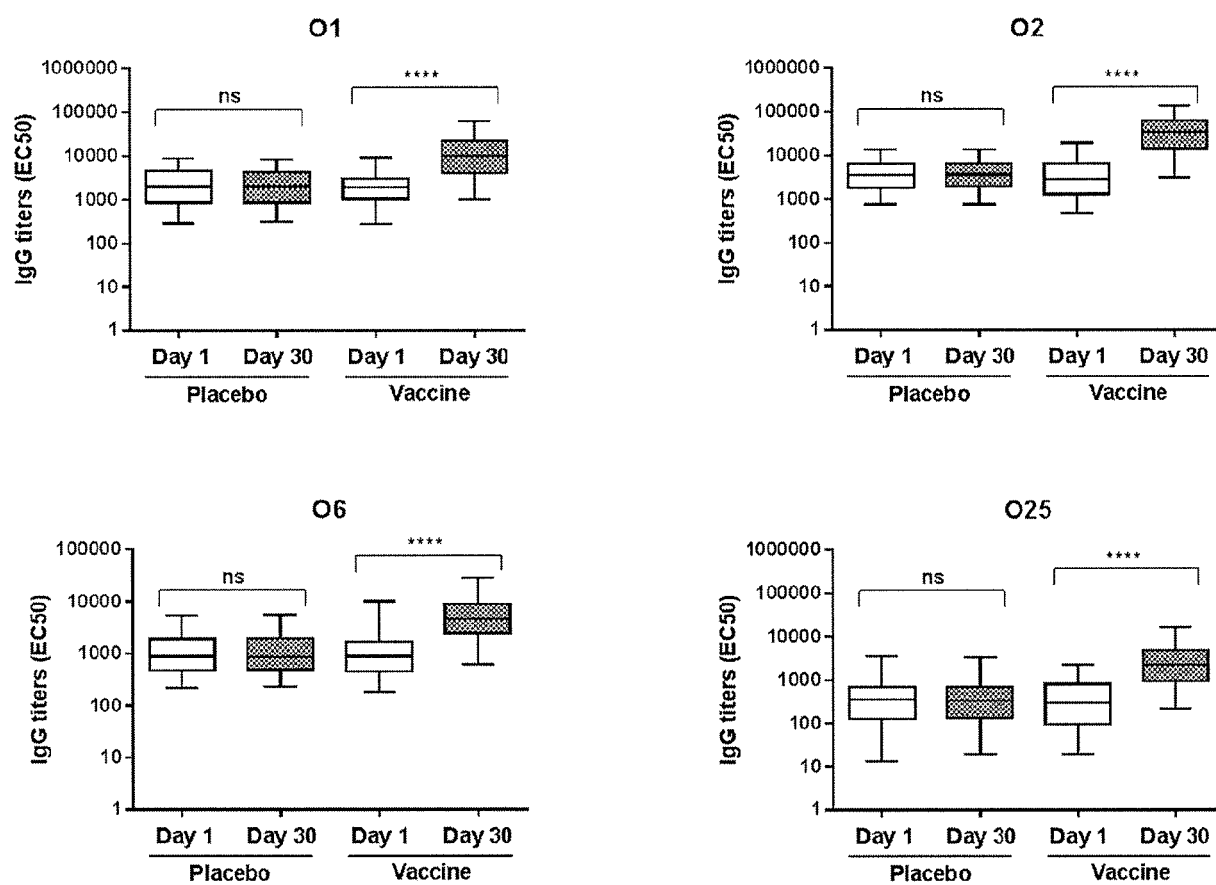 O1
IgG titers (EC50)
1000000
100000
10000
1000
100
10
1
ns
****
Day 1 Day 30 Day 1 Day 30
Placebo Vaccine
O2
IgG titers (EC50)
1000000
100000
10000
1000
100
10
1
ns
****
Day 1 Day 30 Day 1 Day 30
Placebo Vaccine
O6
IgG titers (EC50)
100000
10000
1000
100
10
1
ns
****
Day 1 Day 30 Day 1 Day 30
Placebo Vaccine
O25
IgG titers (EC50)
1000000
100000
10000
1000
100
10
1
ns
****
Day 1 Day 30 Day 1 Day 30
Placebo Vaccine